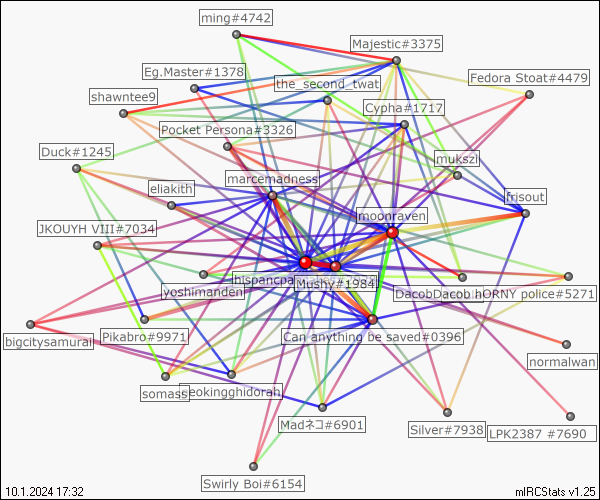 ming#4742
Majestic#3375
Eg.Master#1378
the_second_twat
Fedora Stoat#4479
shawntee9
Cypha#1717
Pocket Persona#3326
Duck#1245
mukszi
marcemadness
eliakith
frisout
moonraven
JKOUYH VIII#7034
hispancpa
Mushy#1984
yoshimanden
DacobDacob
hORNY police#5271
bigcitysamurai
Pikabro#9971
Can anything be saved#0396
normalwan
somass
eokingghidorah
Madネコ#6901
Silver#7938
LPK2387 #7690
Swirly Boi#6154
10.1.2024 17:32
mIRCStats v1.25